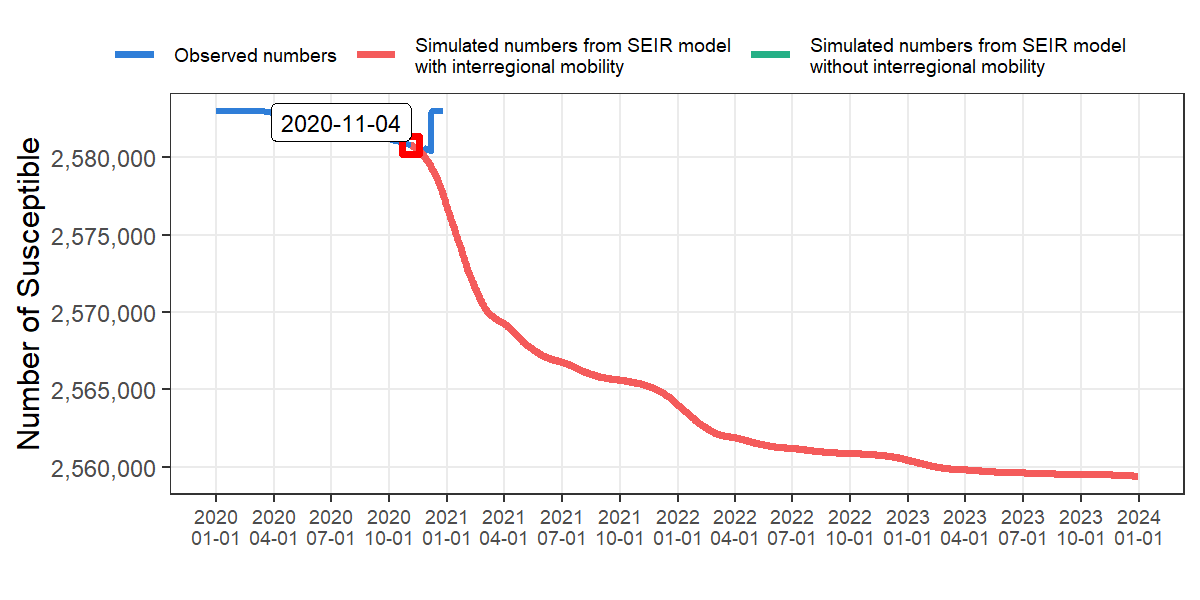 Observed numbers
Simulated numbers from SEIR model
with interregional mobility
Simulated numbers from SEIR model
without interregional mobility
2020-11-04
Number of Susceptible
2,580,000
2,575,000
2,570,000
2,565,000
2,560,000
2020 2020 2020 2020 2021 2021 2021 2021 2022 2022 2022 2022 2023 2023 2023 2023 2024
01-01 04-01 07-01 10-01 01-01 04-01 07-01 10-01 01-01 04-01 07-01 10-01 01-01 04-01 07-01 10-01 01-01